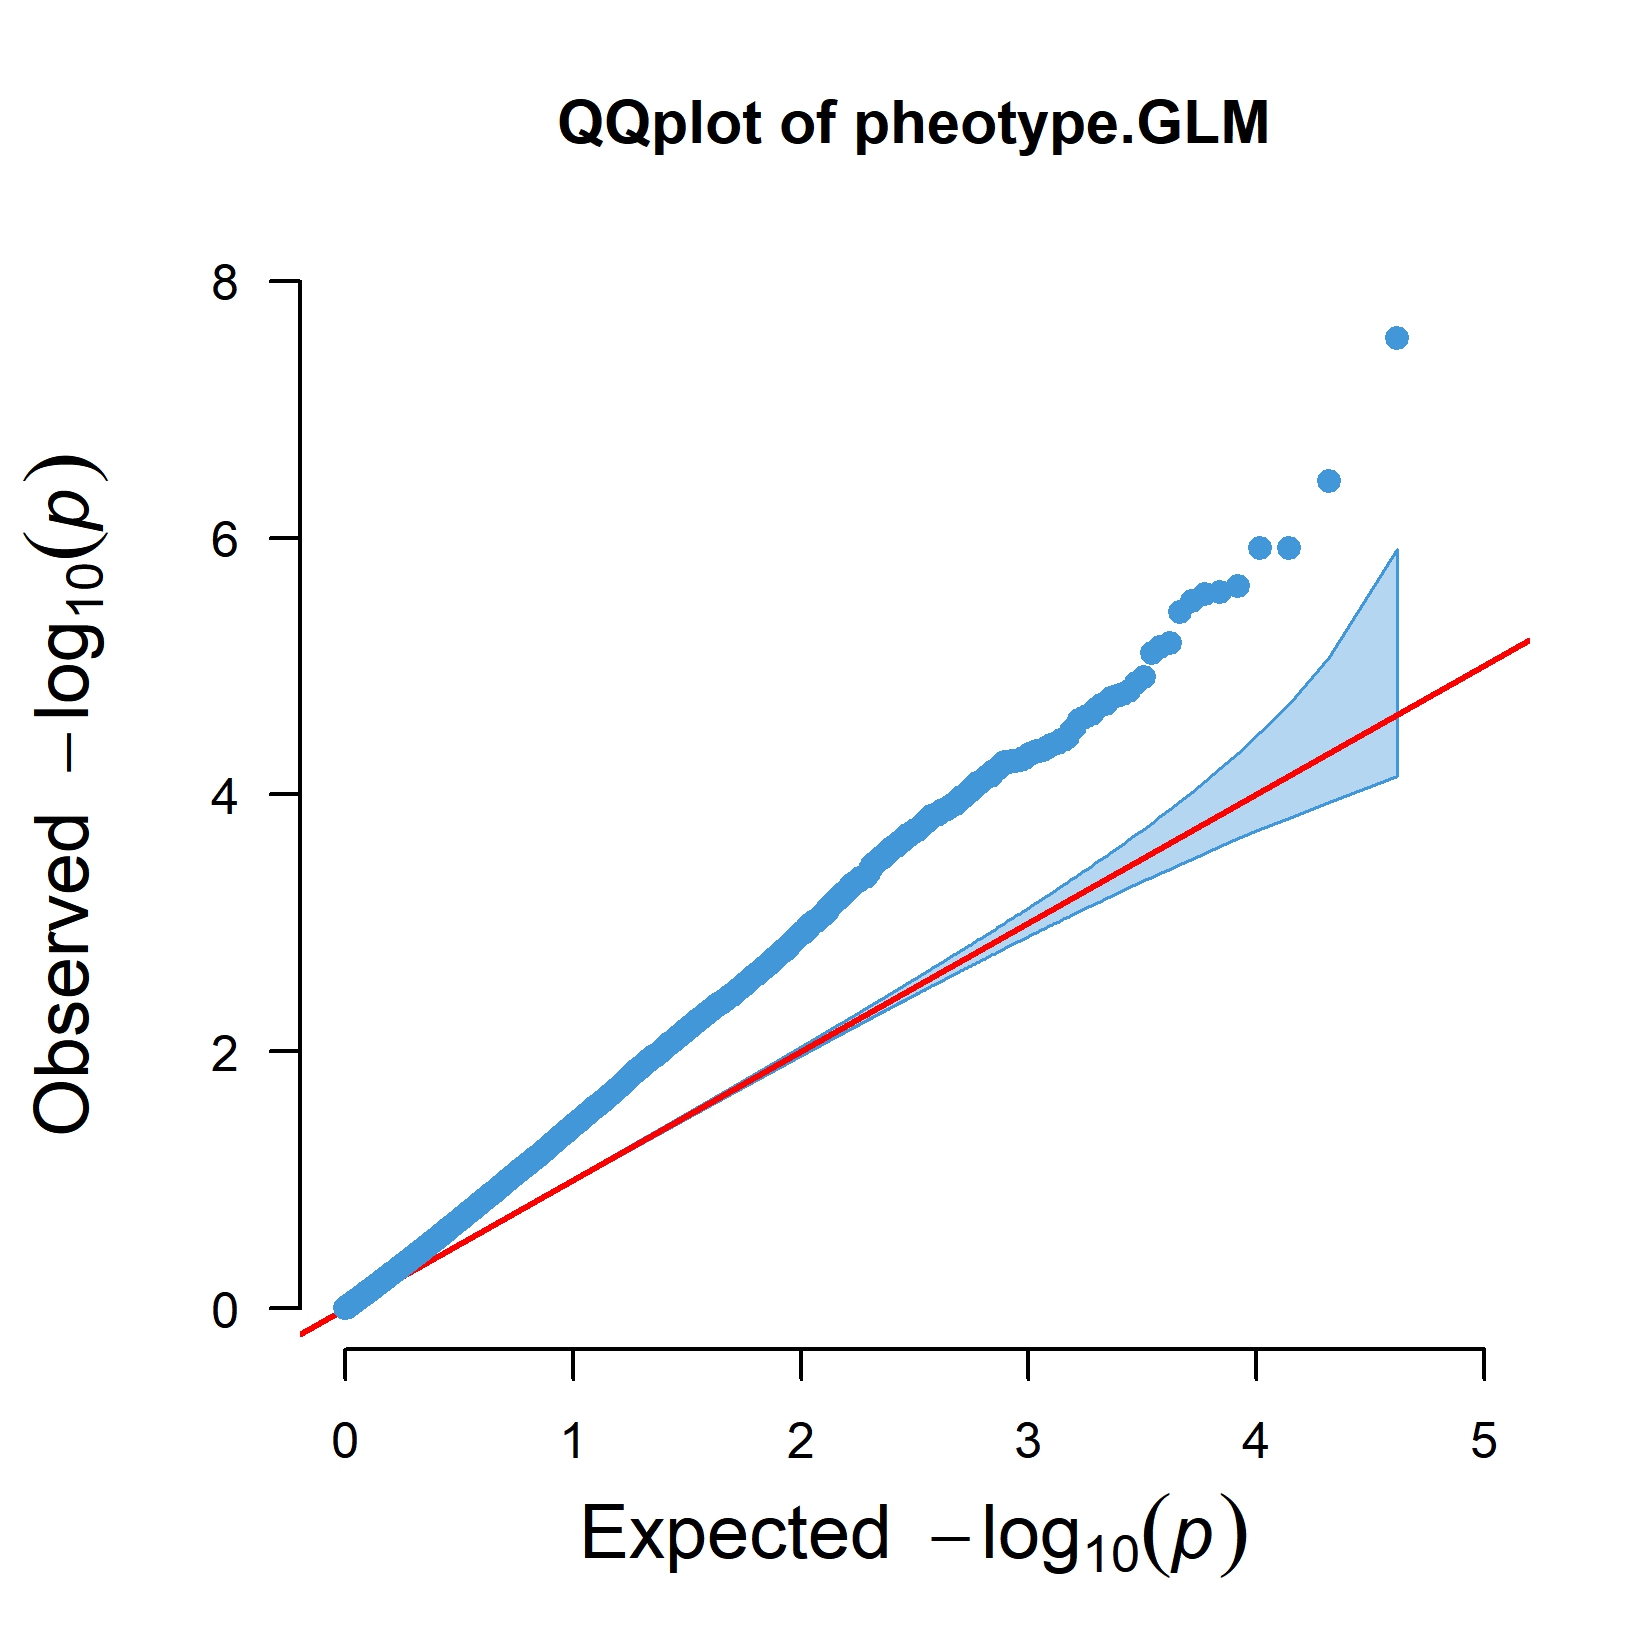 QQplot of pheotype.GLM
8
6
4
2
0
Observed −log₁₀(p)
0 1 2 3 4 5
Expected −log₁₀(p)